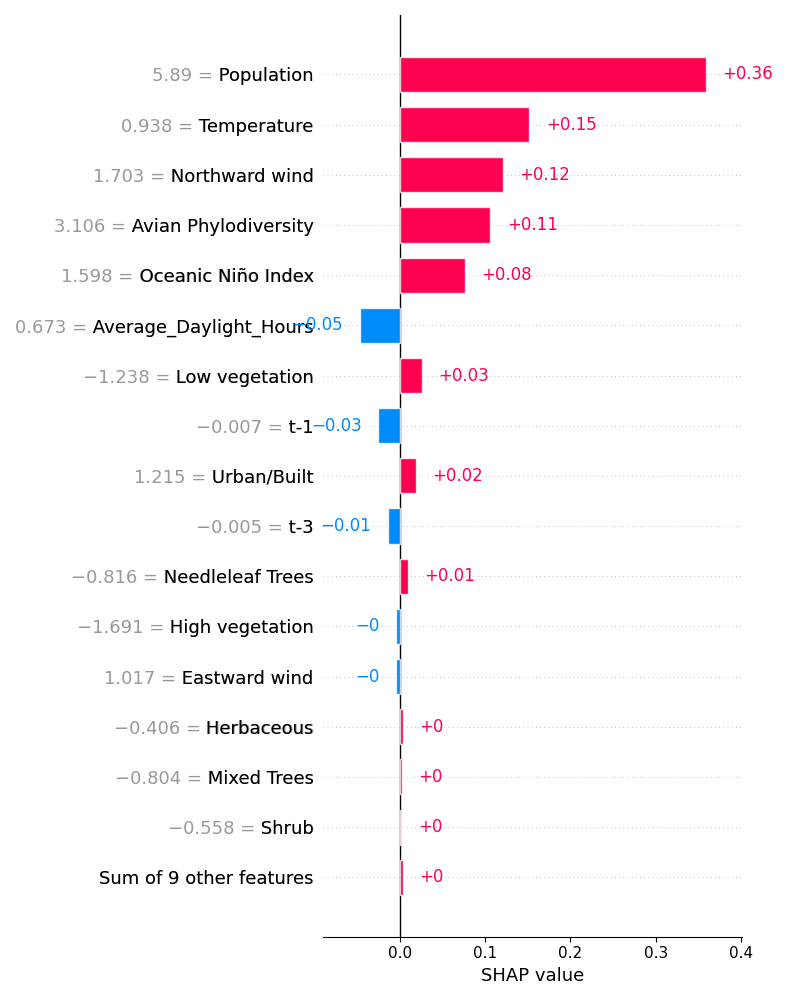 5.89 = Population +0.36
0.938 = Temperature +0.15
1.703 = Northward wind +0.12
3.106 = Avian Phylodiversity +0.11
1.598 = Oceanic Niño Index +0.08
0.673 = Average_Daylight_Hours −0.05
−1.238 = Low vegetation +0.03
−0.007 = t-1 −0.03
1.215 = Urban/Built +0.02
−0.005 = t-3 −0.01
−0.816 = Needleleaf Trees +0.01
−1.691 = High vegetation −0
1.017 = Eastward wind −0
−0.406 = Herbaceous +0
−0.804 = Mixed Trees +0
−0.558 = Shrub +0
Sum of 9 other features +0
0.0 0.1 0.2 0.3 0.4
SHAP value